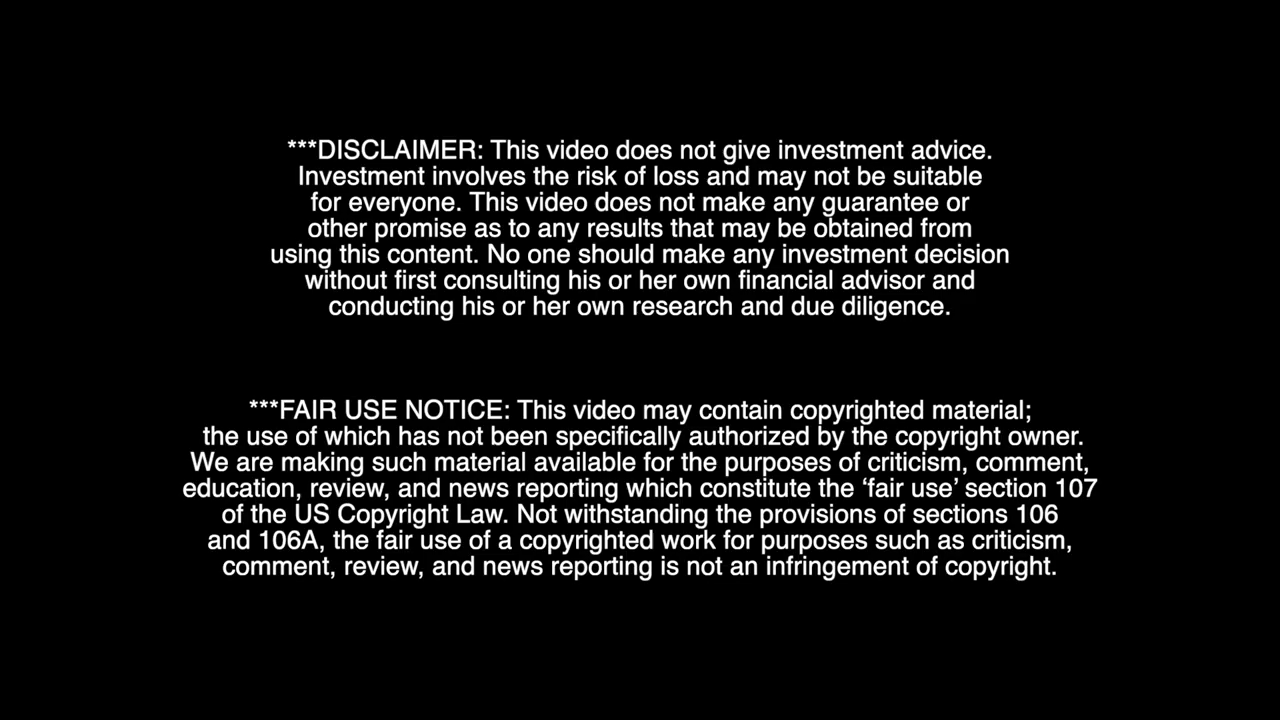 ***DISCLAIMER: This video does not give investment advice.
Investment involves the risk of loss and may not be suitable
for everyone. This video does not make any guarantee or
other promise as to any results that may be obtained from
using this content. No one should make any investment decision
without first consulting his or her own financial advisor and
conducting his or her own research and due diligence.
***FAIR USE NOTICE: This video may contain copyrighted material;
the use of which has not been specifically authorized by the copyright owner.
We are making such material available for the purposes of criticism, comment,
education, review, and news reporting which constitute the ‘fair use’ section 107
of the US Copyright Law. Not withstanding the provisions of sections 106
and 106A, the fair use of a copyrighted work for purposes such as criticism,
comment, review, and news reporting is not an infringement of copyright.